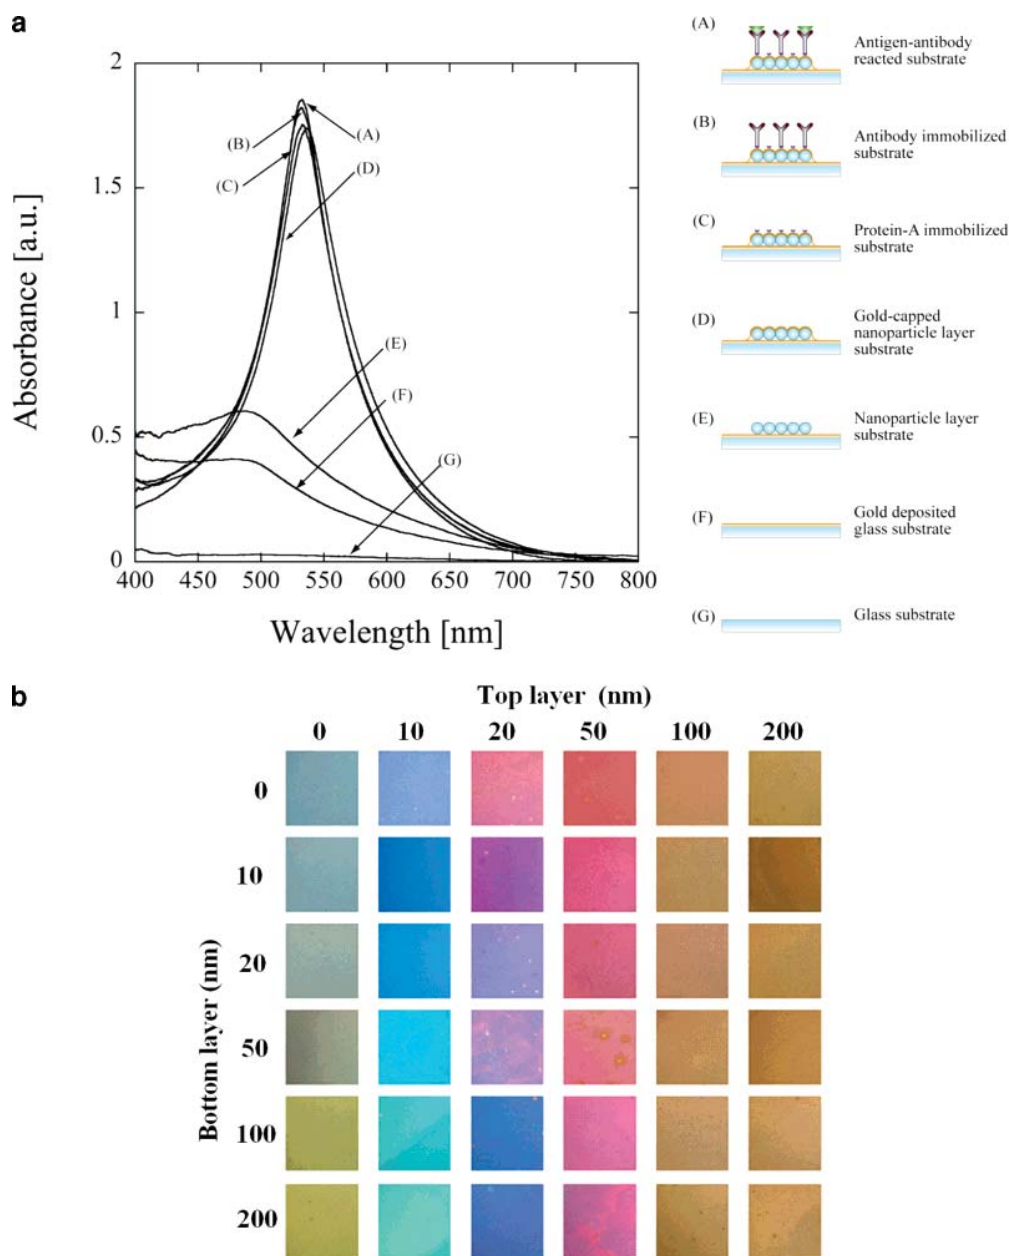 a
2
1.5
1
0.5
0
Absorbance [a.u.]
400 450 500 550 600 650 700 750 800
Wavelength [nm]
(A)
(B)
(C)
(D)
(E)
(F)
(G)
(A)
Antigen-antibody
reacted substrate
(B)
Antibody immobilized
substrate
(C)
Protein-A immobilized
substrate
(D)
Gold-capped
nanoparticle layer
substrate
(E)
Nanoparticle layer
substrate
(F)
Gold deposited
glass substrate
(G)
Glass substrate
b
Top layer (nm)
0 10 20 50 100 200
Bottom layer (nm)
0
10
20
50
100
200